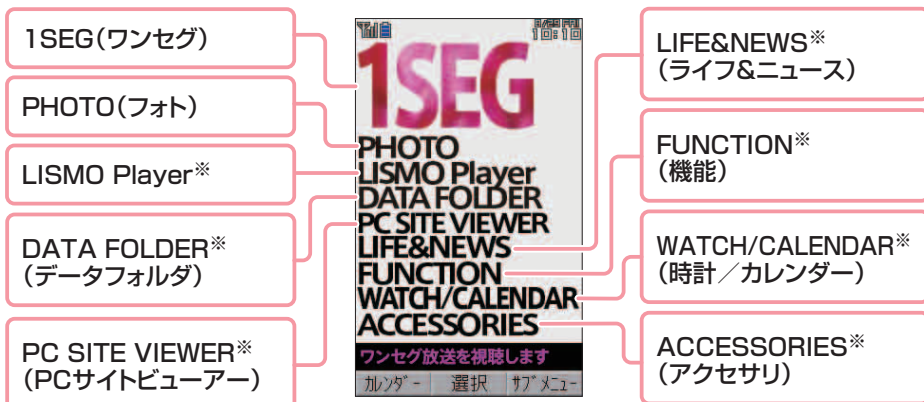 1SEG(ワンセグ)
PHOTO(フォト)
LISMO Player※
DATA FOLDER※
(データフォルダ)
PC SITE VIEWER※
(PCサイトビューアー)
8/29 FRI
10:10
1SEG
PHOTO
LISMO Player
DATA FOLDER
PC SITE VIEWER
LIFE&NEWS
FUNCTION
WATCH/CALENDAR
ACCESSORIES
ワンセグ放送を視聴します
カレンダー 選択 サブメニュー
LIFE&NEWS※
(ライフ&ニュース)
FUNCTION※
(機能)
WATCH/CALENDAR※
(時計/カレンダー)
ACCESSORIES※
(アクセサリ)